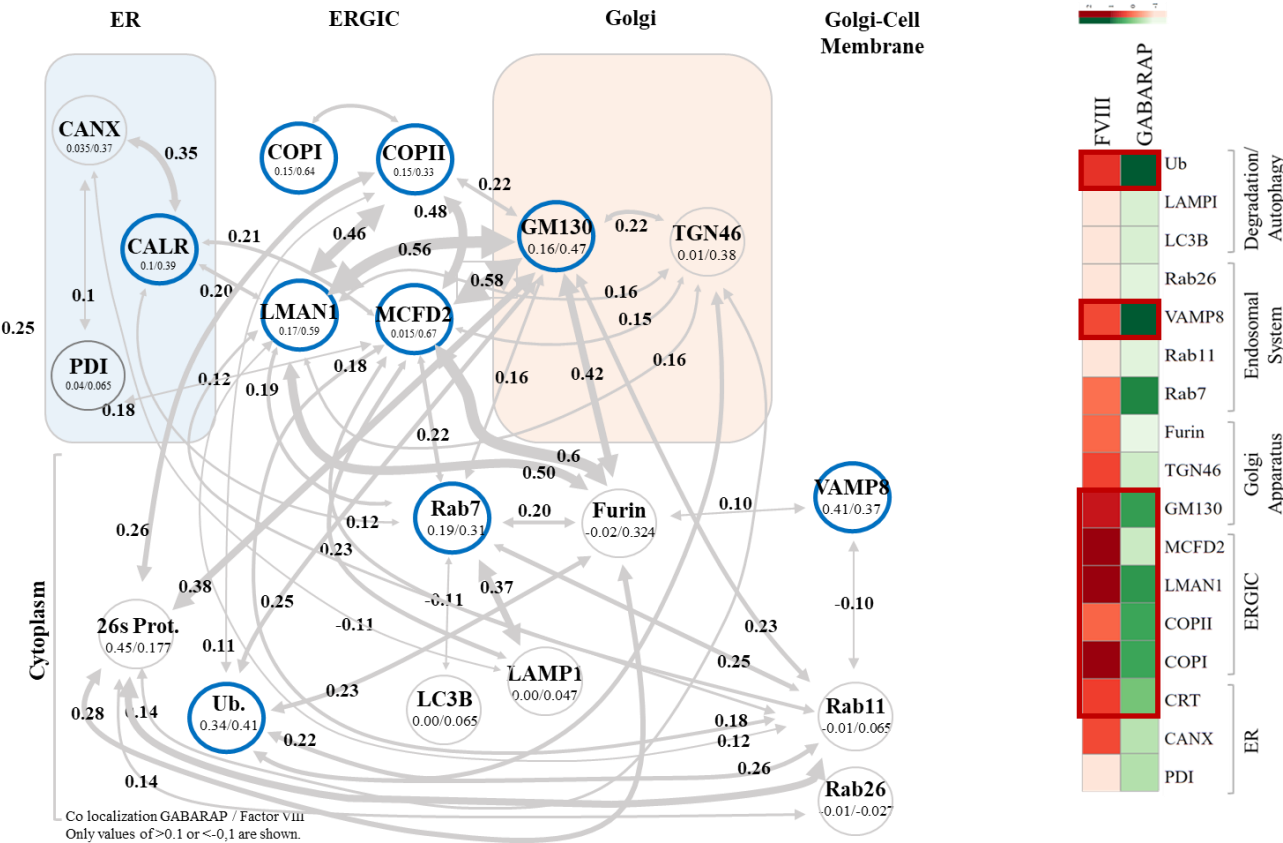 ER
ERGIC
Golgi
Golgi-Cell
Membrane
CANX
0.035/0.37
0.35
COPI
0.15/0.64
COPII
0.15/0.33
0.22
0.48
CALR
0.1/0.39
0.21
0.46
0.56
GM130
0.16/0.47
0.22
TGN46
0.01/0.38
0.58
0.1
0.20
LMAN1
0.17/0.59
MCFD2
0.015/0.67
0.16
0.15
0.25
PDI
0.04/0.065
0.18
0.12
0.19
0.18
0.16
0.42
0.16
0.22
0.6
0.50
Rab7
0.19/0.31
0.20
Furin
-0.02/0.324
0.10
VAMP8
0.41/0.37
0.26
0.12
0.23
Cytoplasm
0.38
0.25
-0.11
0.37
-0.10
26s Prot.
0.45/0.177
0.11
-0.11
0.23
0.25
LAMP1
0.00/0.047
LC3B
0.00/0.065
0.23
Ub.
0.34/0.41
0.28
0.14
0.22
Rab11
-0.01/0.065
0.18
0.12
0.26
0.14
Rab26
-0.01/-0.027
Co localization GABARAP / Factor VIII
Only values of >0.1 or <-0,1 are shown.
2
1
0
-1
FVIII
GABARAP
Ub
LAMPI
LC3B
Degradation/
Autophagy
Rab26
VAMP8
Rab11
Rab7
Endosomal
System
Furin
TGN46
GM130
Golgi
Apparatus
MCFD2
LMAN1
COPII
COPI
ERGIC
CRT
CANX
PDI
ER